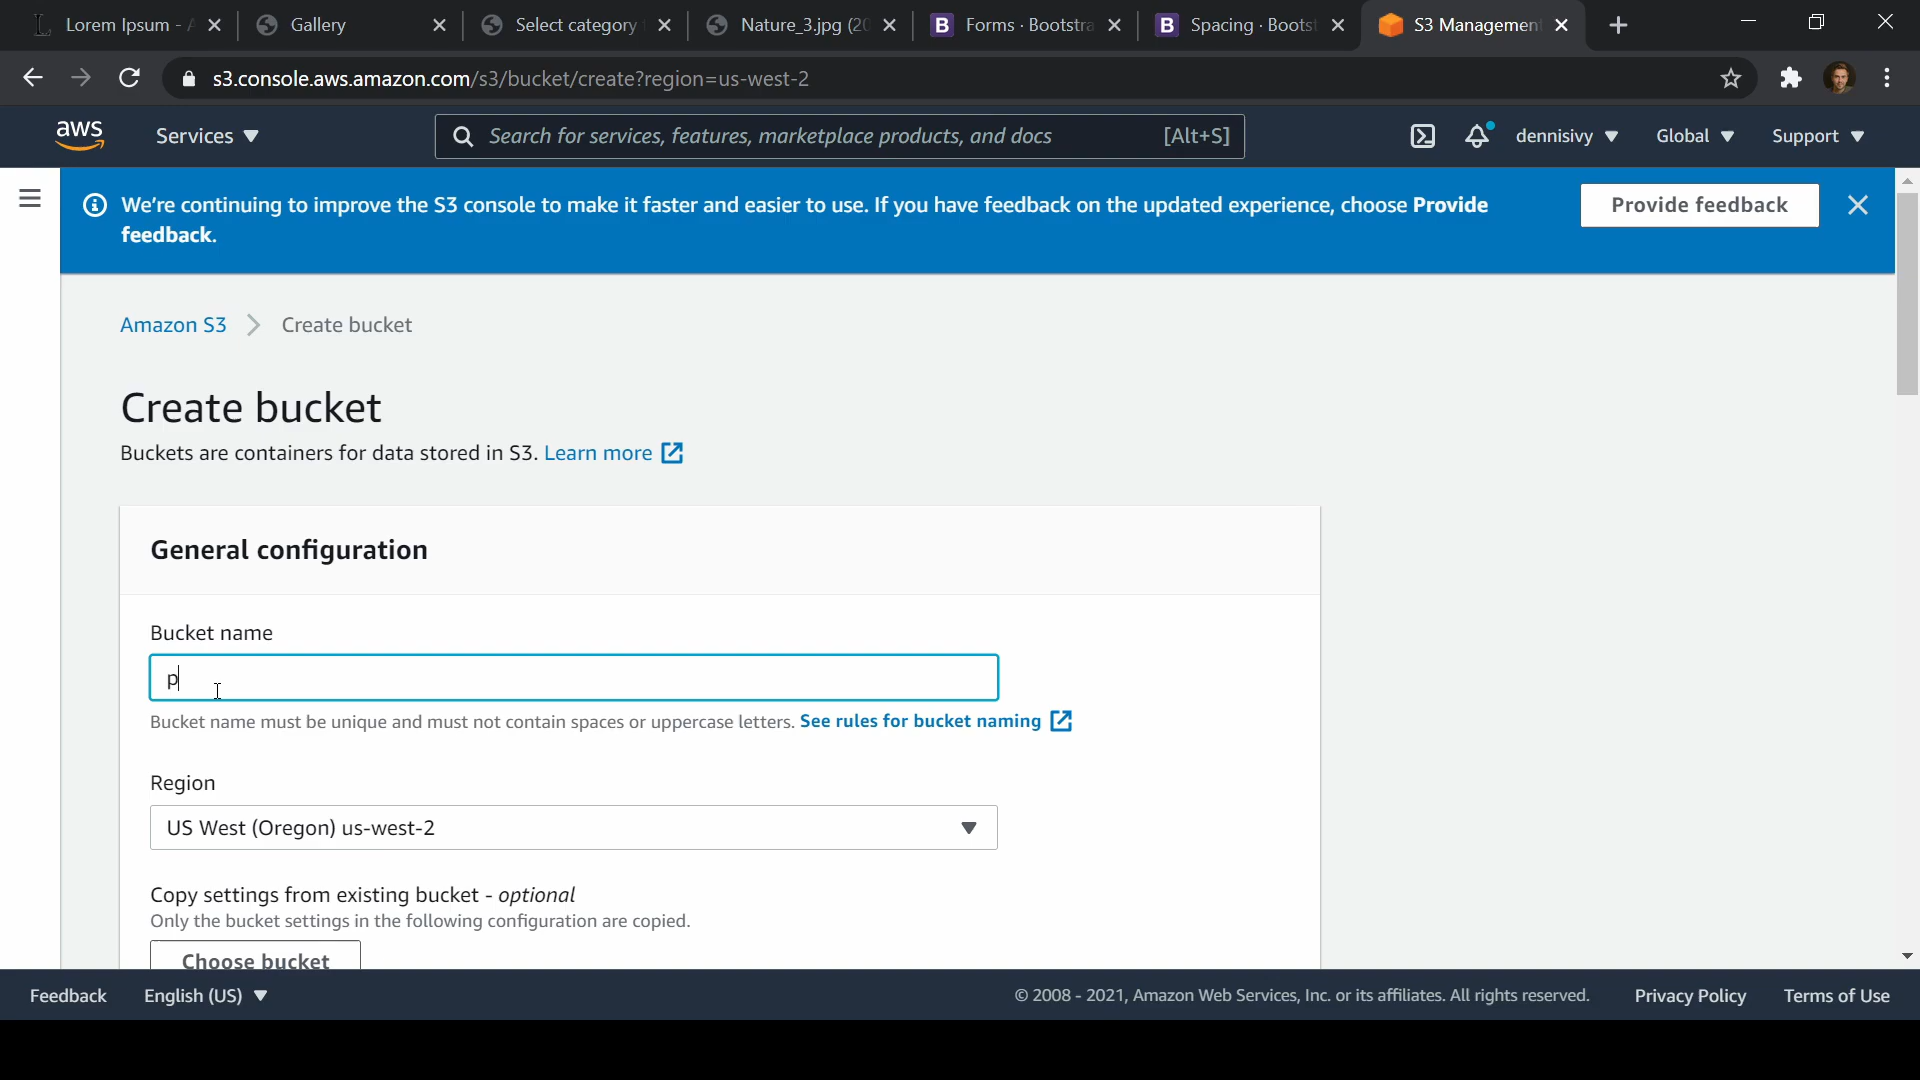 Lorem Ipsum - A
Gallery
Select category
Nature_3.jpg (20
Forms · Bootstra
Spacing · Bootst
S3 Managemen
s3.console.aws.amazon.com/s3/bucket/create?region=us-west-2
aws
Services
Search for services, features, marketplace products, and docs
[Alt+S]
dennisivy
Global
Support
We're continuing to improve the S3 console to make it faster and easier to use. If you have feedback on the updated experience, choose Provide
feedback.
Provide feedback
Amazon S3
Create bucket
Create bucket
Buckets are containers for data stored in S3. Learn more
General configuration
Bucket name
p
Bucket name must be unique and must not contain spaces or uppercase letters. See rules for bucket naming
Region
US West (Oregon) us-west-2
Copy settings from existing bucket - optional
Only the bucket settings in the following configuration are copied.
Choose bucket
Feedback
English (US)
© 2008 - 2021, Amazon Web Services, Inc. or its affiliates. All rights reserved.
Privacy Policy
Terms of Use